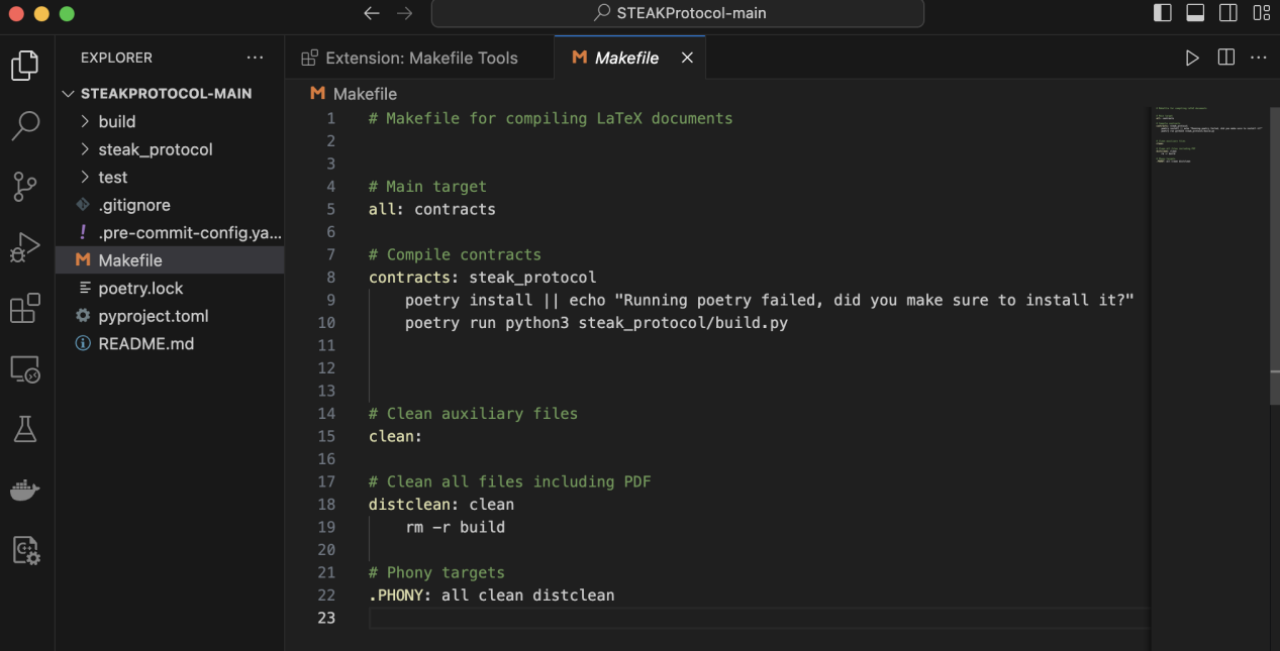 STEAKProtocol-main
EXPLORER
Extension: Makefile Tools
Makefile
STEAKPROTOCOL-MAIN
build
steak_protocol
test
.gitignore
.pre-commit-config.ya...
Makefile
poetry.lock
pyproject.toml
README.md
Makefile
1 # Makefile for compiling LaTeX documents
2
3
4 # Main target
5 all: contracts
6
7 # Compile contracts
8 contracts: steak_protocol
9 poetry install || echo "Running poetry failed, did you make sure to install it?"
10 poetry run python3 steak_protocol/build.py
11
12
13
14 # Clean auxiliary files
15 clean:
16
17 # Clean all files including PDF
18 distclean: clean
19 rm -r build
20
21 # Phony targets
22 .PHONY: all clean distclean
23